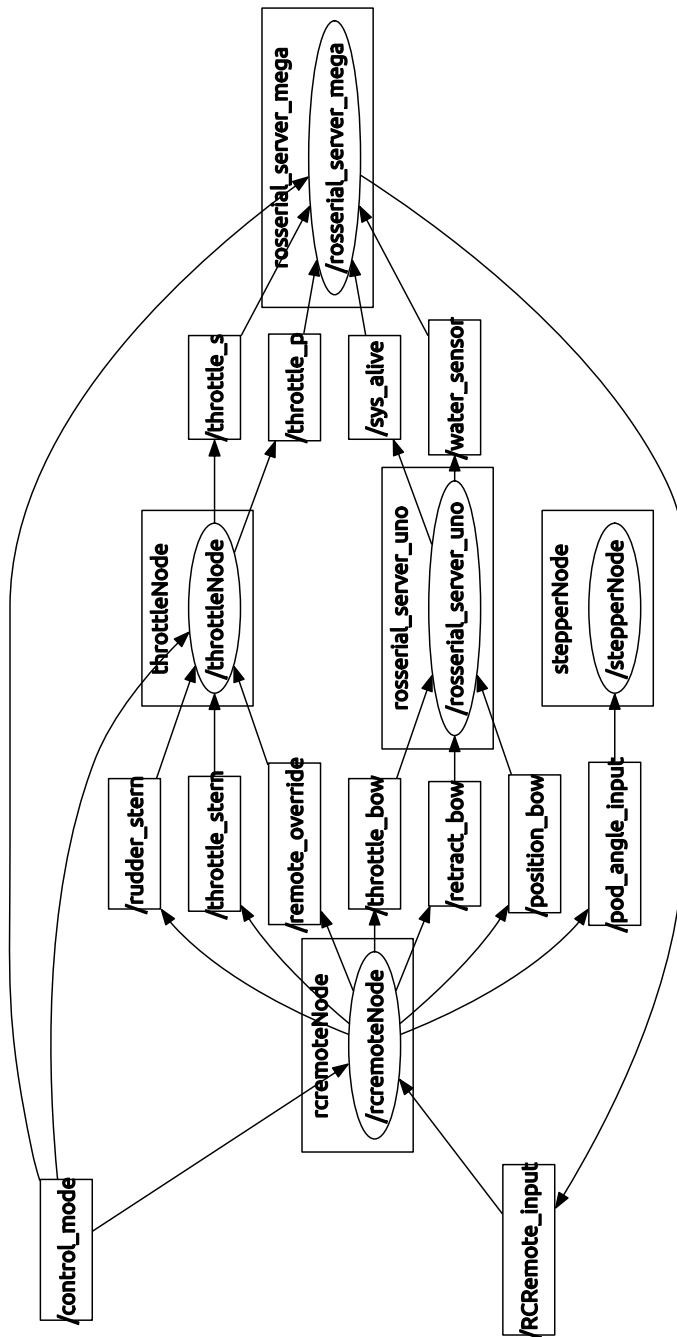 /control_mode
/RCRemote_input
rcremoteNode
/rcremoteNode
/rudder_stern
/throttle_stern
/remote_override
/throttle_bow
/retract_bow
/position_bow
/pod_angle_input
throttleNode
/throttleNode
rosserial_server_uno
/rosserial_server_uno
stepperNode
/stepperNode
/throttle_s
/throttle_p
/sys_alive
/water_sensor
rosserial_server_mega
/rosserial_server_mega